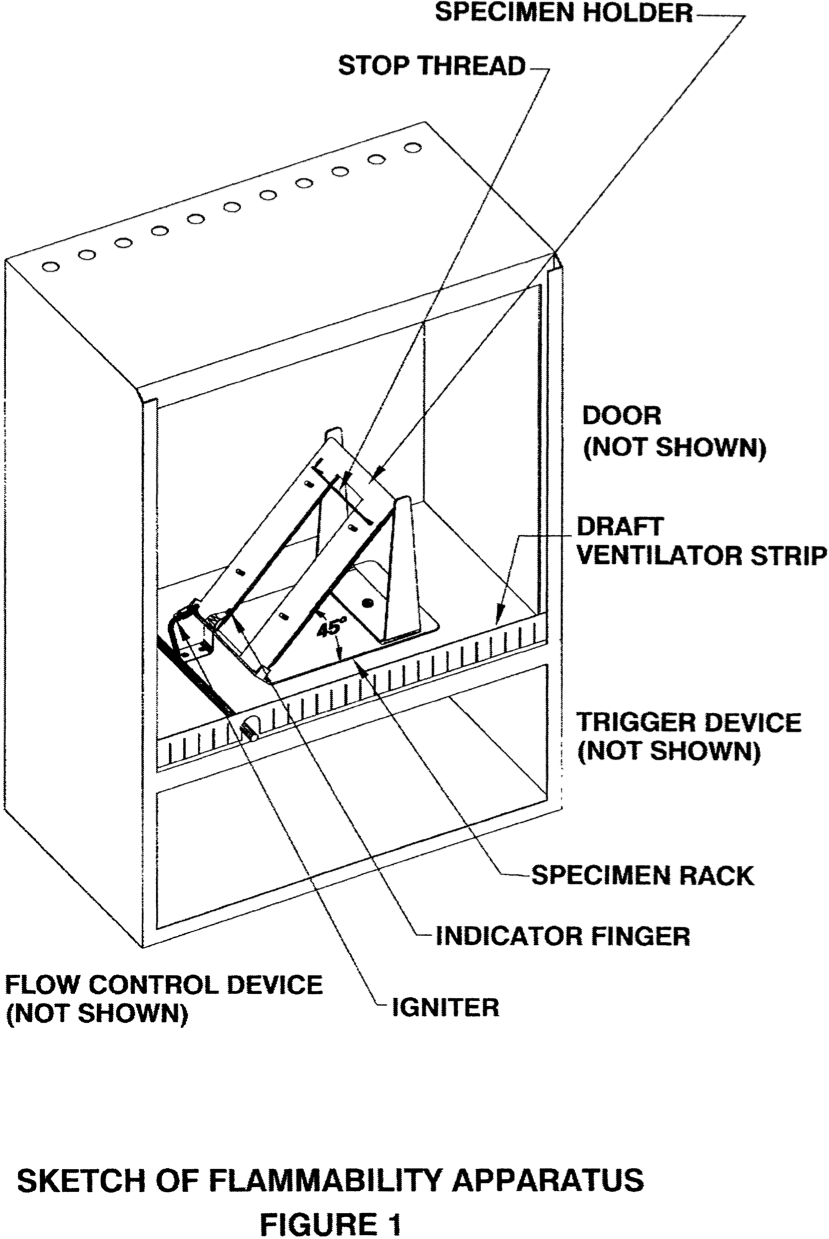 SPECIMEN HOLDER
STOP THREAD
DOOR
(NOT SHOWN)
DRAFT
VENTILATOR STRIP
45°
TRIGGER DEVICE
(NOT SHOWN)
SPECIMEN RACK
INDICATOR FINGER
FLOW CONTROL DEVICE
(NOT SHOWN)
IGNITER
SKETCH OF FLAMMABILITY APPARATUS
FIGURE 1